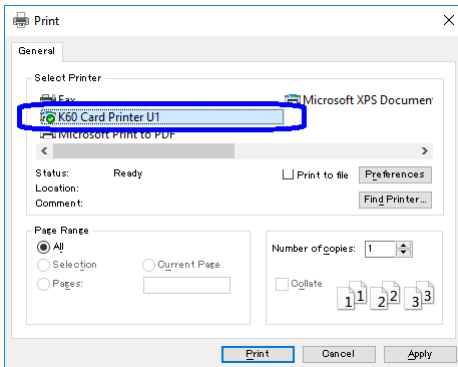 Print
General
Select Printer
Fax
Microsoft XPS Documen
K60 Card Printer U1
Microsoft Print to PDF
Status: Ready
Print to file
Preferences
Location:
Comment:
Find Printer...
Page Range
All
Selection
Current Page
Pages:
Number of copies: 1
Collate
1 1 2 2 3 3
Print
Cancel
Apply